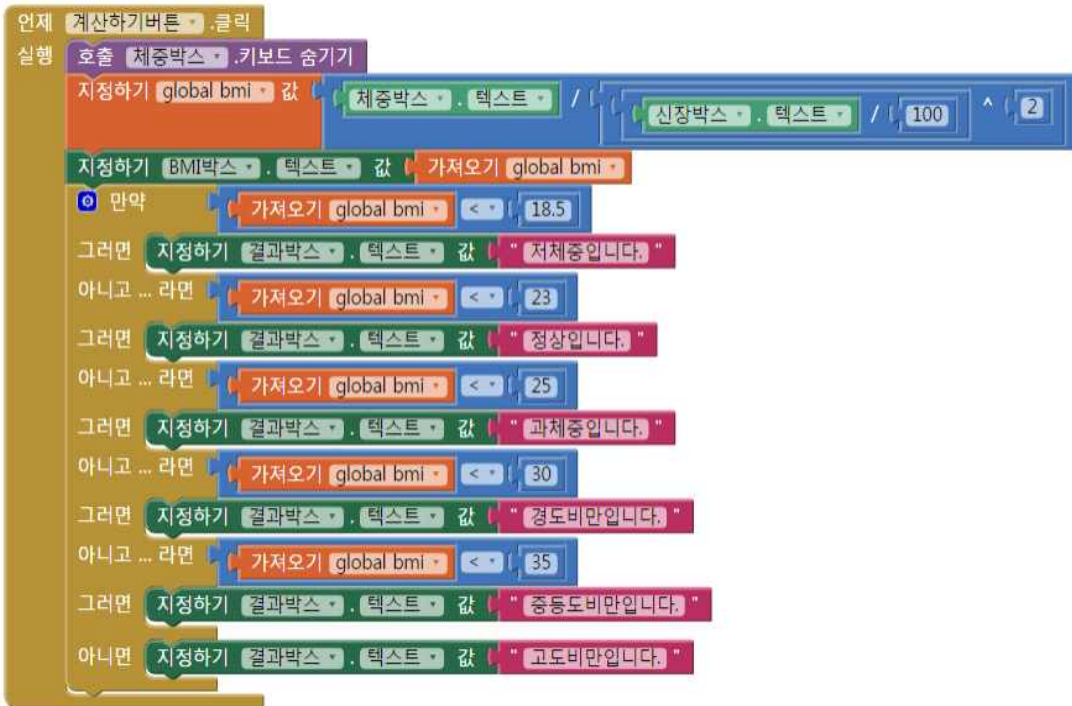 언제 계산하기버튼 .클릭
실행 호출 체중박스 .키보드 숨기기
지정하기 global bmi 값 체중박스 . 텍스트 / 신장박스 . 텍스트 / 100 ^ 2
지정하기 BMI박스 . 텍스트 값 가져오기 global bmi
만약 가져오기 global bmi < 18.5
그러면 지정하기 결과박스 . 텍스트 값 " 저체중입니다. "
아니고 ... 라면 가져오기 global bmi < 23
그러면 지정하기 결과박스 . 텍스트 값 " 정상입니다. "
아니고 ... 라면 가져오기 global bmi < 25
그러면 지정하기 결과박스 . 텍스트 값 " 과체중입니다. "
아니고 ... 라면 가져오기 global bmi < 30
그러면 지정하기 결과박스 . 텍스트 값 " 경도비만입니다. "
아니고 ... 라면 가져오기 global bmi < 35
그러면 지정하기 결과박스 . 텍스트 값 " 중등도비만입니다. "
아니면 지정하기 결과박스 . 텍스트 값 " 고도비만입니다. "